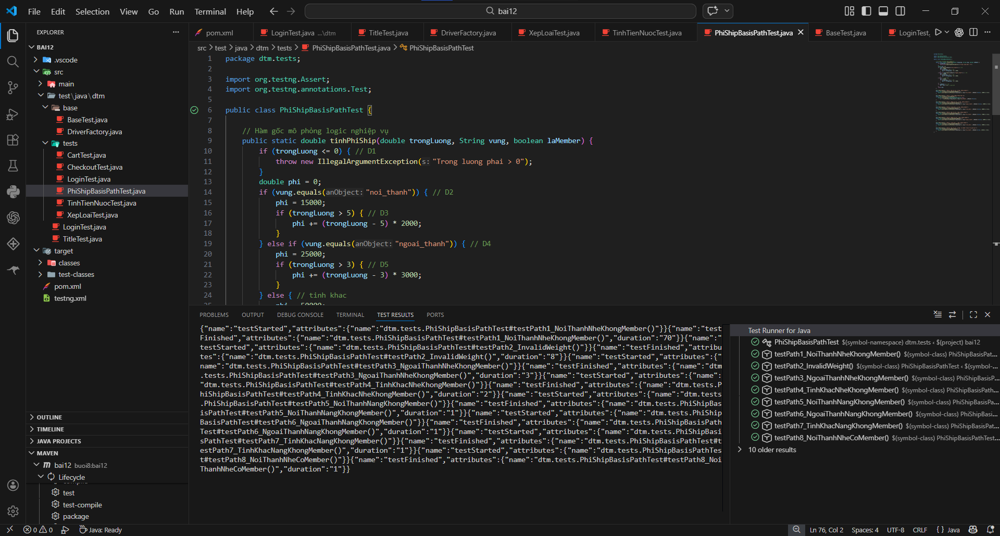 File Edit Selection View Go Run Terminal Help
bai12
EXPLORER
BAI12
.vscode
src
main
test\java\dtm
base
BaseTest.java
DriverFactory.java
tests
CartTest.java
CheckoutTest.java
LoginTest.java
PhiShipBasisPathTest.java
TinhTienNuocTest.java
XepLoaiTest.java
LoginTest.java
TitleTest.java
target
classes
test-classes
pom.xml
testng.xml
OUTLINE
TIMELINE
JAVA PROJECTS
MAVEN
bai12 buoi8:bai12
Lifecycle
test
test-compile
package
pom.xml LoginTest.java ...\dtm TitleTest.java DriverFactory.java XepLoaiTest.java TinhTienNuocTest.java PhiShipBasisPathTest.java BaseTest.java LoginTest.
src > test > java > dtm > tests > PhiShipBasisPathTest.java > PhiShipBasisPathTest
1 package dtm.tests;
2
3 import org.testng.Assert;
4 import org.testng.annotations.Test;
5
6 public class PhiShipBasisPathTest {
7
8 // Hàm gốc mô phỏng logic nghiệp vụ
9 public static double tinhPhiShip(double trongLuong, String vung, boolean laMember) {
10 if (trongLuong <= 0) { // D1
11 throw new IllegalArgumentException(s: "Trong luong phai > 0");
12 }
13 double phi = 0;
14 if (vung.equals(anObject: "noi_thanh")) { // D2
15 phi = 15000;
16 if (trongLuong > 5) { // D3
17 phi += (trongLuong - 5) * 2000;
18 }
19 } else if (vung.equals(anObject: "ngoai_thanh")) { // D4
20 phi = 25000;
21 if (trongLuong > 3) { // D5
22 phi += (trongLuong - 3) * 3000;
23 }
24 } else { // tinh khac
25 phi = 50000;
PROBLEMS OUTPUT DEBUG CONSOLE TERMINAL TEST RESULTS PORTS
{"name":"testStarted","attributes":{"name":"dtm.tests.PhiShipBasisPathTest#testPath1_NoiThanhNheKhongMember()"}}{"name":"test
Finished","attributes":{"name":"dtm.tests.PhiShipBasisPathTest#testPath1_NoiThanhNheKhongMember()","duration":"70"}}{"name":"
testStarted","attributes":{"name":"dtm.tests.PhiShipBasisPathTest#testPath2_InvalidWeight()"}}{"name":"testFinished","attribu
tes":{"name":"dtm.tests.PhiShipBasisPathTest#testPath2_InvalidWeight()","duration":"8"}}{"name":"testStarted","attributes":{"
name":"dtm.tests.PhiShipBasisPathTest#testPath3_NgoaiThanhNheKhongMember()"}}{"name":"testFinished","attributes":{"name":"dtm
.tests.PhiShipBasisPathTest#testPath3_NgoaiThanhNheKhongMember()","duration":"3"}}{"name":"testStarted","attributes":{"name":
"dtm.tests.PhiShipBasisPathTest#testPath4_TinhKhacNheKhongMember()"}}{"name":"testFinished","attributes":{"name":"dtm.tests.P
hiShipBasisPathTest#testPath4_TinhKhacNheKhongMember()","duration":"2"}}{"name":"testStarted","attributes":{"name":"dtm.tests
.PhiShipBasisPathTest#testPath5_NoiThanhNangKhongMember()"}}{"name":"testFinished","attributes":{"name":"dtm.tests.PhiShipBas
isPathTest#testPath5_NoiThanhNangKhongMember()","duration":"1"}}{"name":"testStarted","attributes":{"name":"dtm.tests.PhiShip
BasisPathTest#testPath6_NgoaiThanhNangKhongMember()"}}{"name":"testFinished","attributes":{"name":"dtm.tests.PhiShipBasisPath
Test#testPath6_NgoaiThanhNangKhongMember()","duration":"1"}}{"name":"testStarted","attributes":{"name":"dtm.tests.PhiShipBasi
sPathTest#testPath7_TinhKhacNangKhongMember()"}}{"name":"testFinished","attributes":{"name":"dtm.tests.PhiShipBasisPathTest#t
estPath7_TinhKhacNangKhongMember()","duration":"1"}}{"name":"testStarted","attributes":{"name":"dtm.tests.PhiShipBasisPathTes
t#testPath8_NoiThanhNheCoMember()"}}{"name":"testFinished","attributes":{"name":"dtm.tests.PhiShipBasisPathTest#testPath8_Noi
ThanhNheCoMember()","duration":"1"}}
Test Runner for Java
PhiShipBasisPathTest $(symbol-namespace) dtm.tests < $(project) bai12
testPath1_NoiThanhNheKhongMember() $(symbol-class) PhiShipBasisPat...
testPath2_InvalidWeight() $(symbol-class) PhiShipBasisPathTest < $(symbol-...
testPath3_NgoaiThanhNheKhongMember() $(symbol-class) PhiShipBasisP...
testPath4_TinhKhacNheKhongMember() $(symbol-class) PhiShipBasisPath...
testPath5_NoiThanhNangKhongMember() $(symbol-class) PhiShipBasisPa...
testPath6_NgoaiThanhNangKhongMember() $(symbol-class) PhiShipBasi...
testPath7_TinhKhacNangKhongMember() $(symbol-class) PhiShipBasisPat...
testPath8_NoiThanhNheCoMember() $(symbol-class) PhiShipBasisPathTest...
10 older results
0 0 Java: Ready Ln 76, Col 2 Spaces: 4 UTF-8 CRLF {} Java